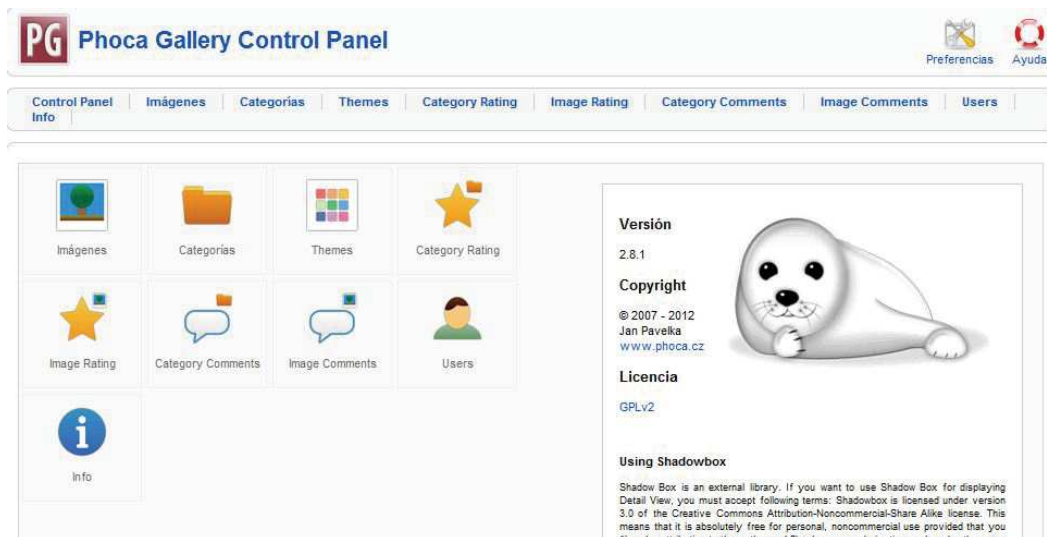 PG Phoca Gallery Control Panel
Preferencias Ayuda
Control Panel Imágenes Categorías Themes Category Rating Image Rating Category Comments Image Comments Users
Info
Imágenes Categorías Themes Category Rating
Image Rating Category Comments Image Comments Users
Info
Versión
2.8.1
Copyright
© 2007 - 2012
Jan Pavelka
www.phoca.cz
Licencia
GPLv2
Using Shadowbox
Shadow Box is an external library. If you want to use Shadow Box for displaying
Detail View, you must accept following terms: Shadowbox is licensed under version
3.0 of the Creative Commons Attribution-Noncommercial-Share Alike license. This
means that it is absolutely free for personal, noncommercial use provided that you